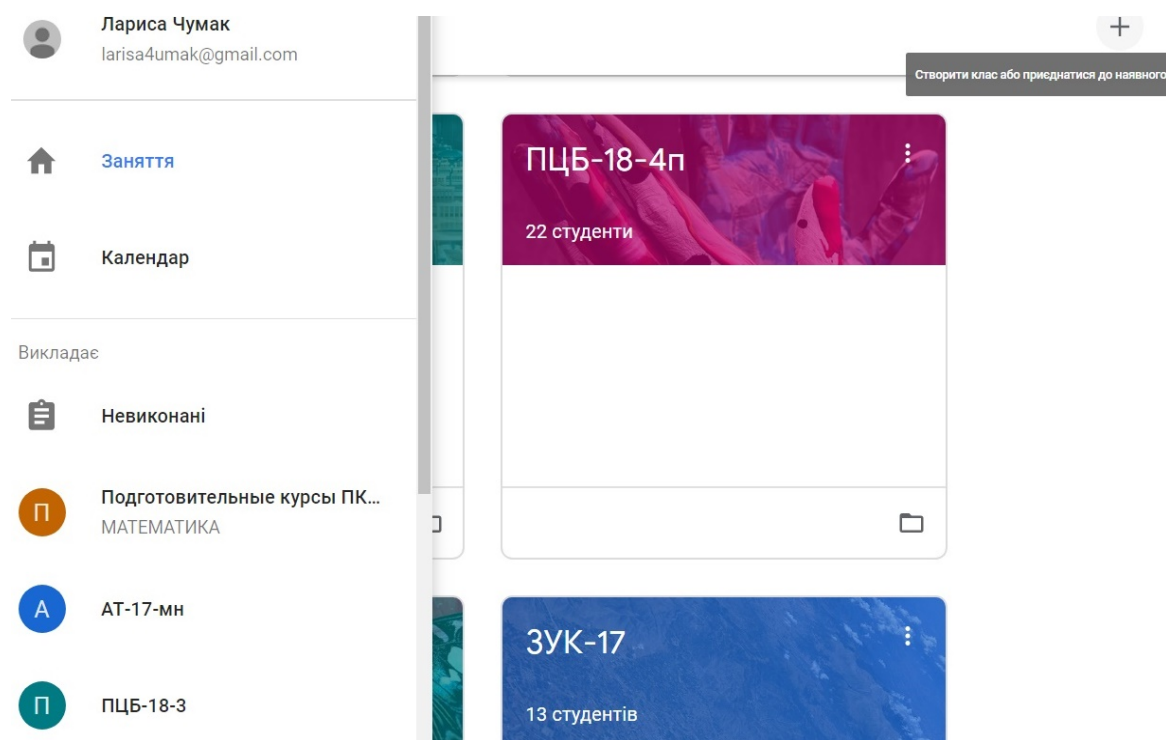 Лариса Чумак
larisa4umak@gmail.com
Заняття
Календар
Викладає
Невиконані
П
Подготовительные курсы ПК...
МАТЕМАТИКА
А
АТ-17-мн
П
ПЦБ-18-3
Створити клас або приєднатися до наявного
ПЦБ-18-4п
22 студенти
ЗУК-17
13 студентів